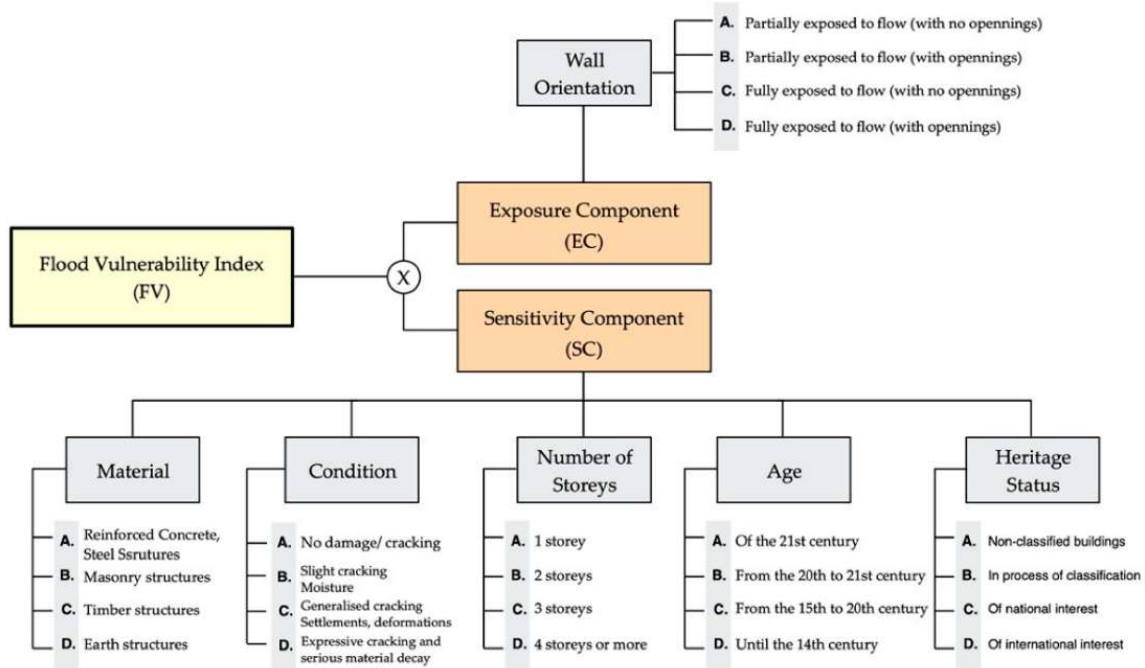 Wall
Orientation
A. Partially exposed to flow (with no opennings)
B. Partially exposed to flow (with opennings)
C. Fully exposed to flow (with no opennings)
D. Fully exposed to flow (with opennings)
Exposure Component
(EC)
Flood Vulnerability Index
(FV)
X
Sensitivity Component
(SC)
Material
A. Reinforced Concrete,
Steel Ssrutures
B. Masonry structures
C. Timber structures
D. Earth structures
Condition
A. No damage/ cracking
B. Slight cracking
Moisture
C. Generalised cracking
Settlements, deformations
D. Expressive cracking and
serious material decay
Number of
Storeys
A. 1 storey
B. 2 storeys
C. 3 storeys
D. 4 storeys or more
Age
A. Of the 21st century
B. From the 20th to 21st century
C. From the 15th to 20th century
D. Until the 14th century
Heritage
Status
A. Non-classified buildings
B. In process of classification
C. Of national interest
D. Of international interest